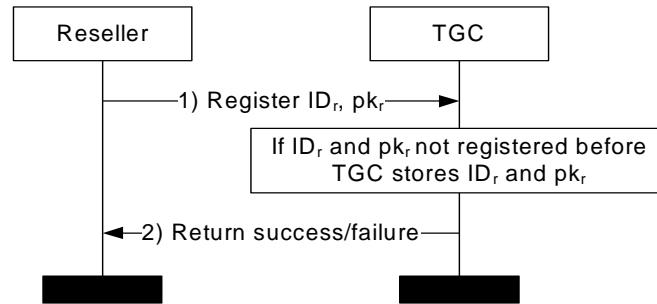 Reseller
TGC
1) Register IDᵣ, pkᵣ
If IDᵣ and pkᵣ not registered before
TGC stores IDᵣ and pkᵣ
2) Return success/failure